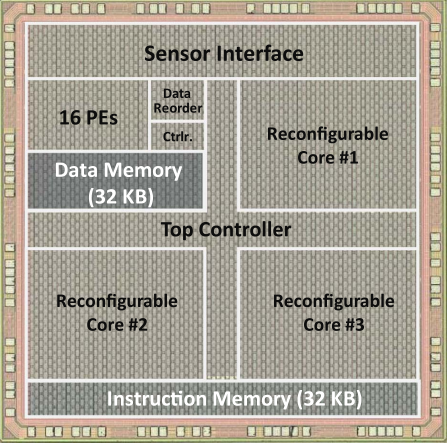 Sensor Interface
16 PEs
Data
Reorder
Ctrlr.
Data Memory
(32 KB)
Reconfigurable
Core #1
Top Controller
Reconfigurable
Core #2
Reconfigurable
Core #3
Instruction Memory (32 KB)